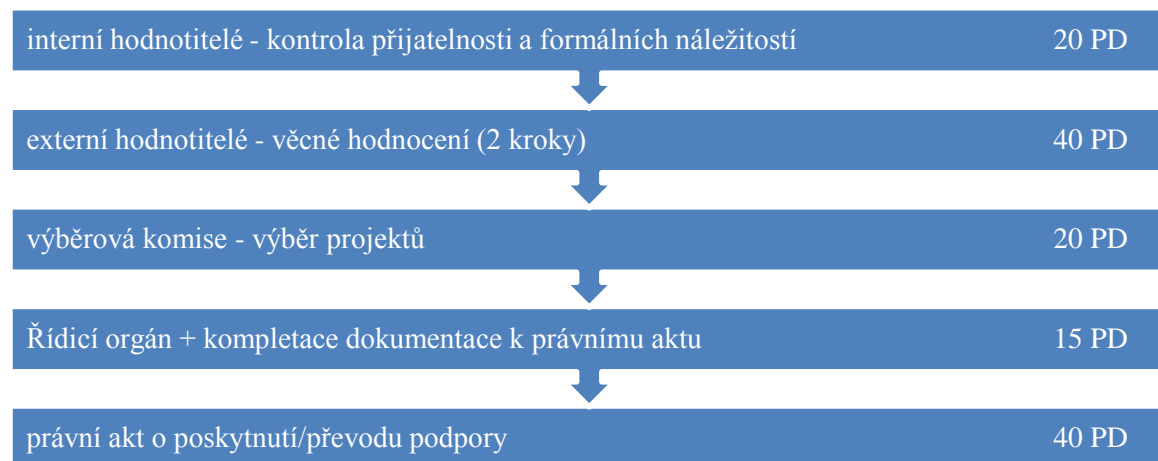 interní hodnotitelé - kontrola přijatelnosti a formálních náležitostí 20 PD
externí hodnotitelé - věcné hodnocení (2 kroky) 40 PD
výběrová komise - výběr projektů 20 PD
Řídicí orgán + kompletace dokumentace k právnímu aktu 15 PD
právní akt o poskytnutí/převodu podpory 40 PD